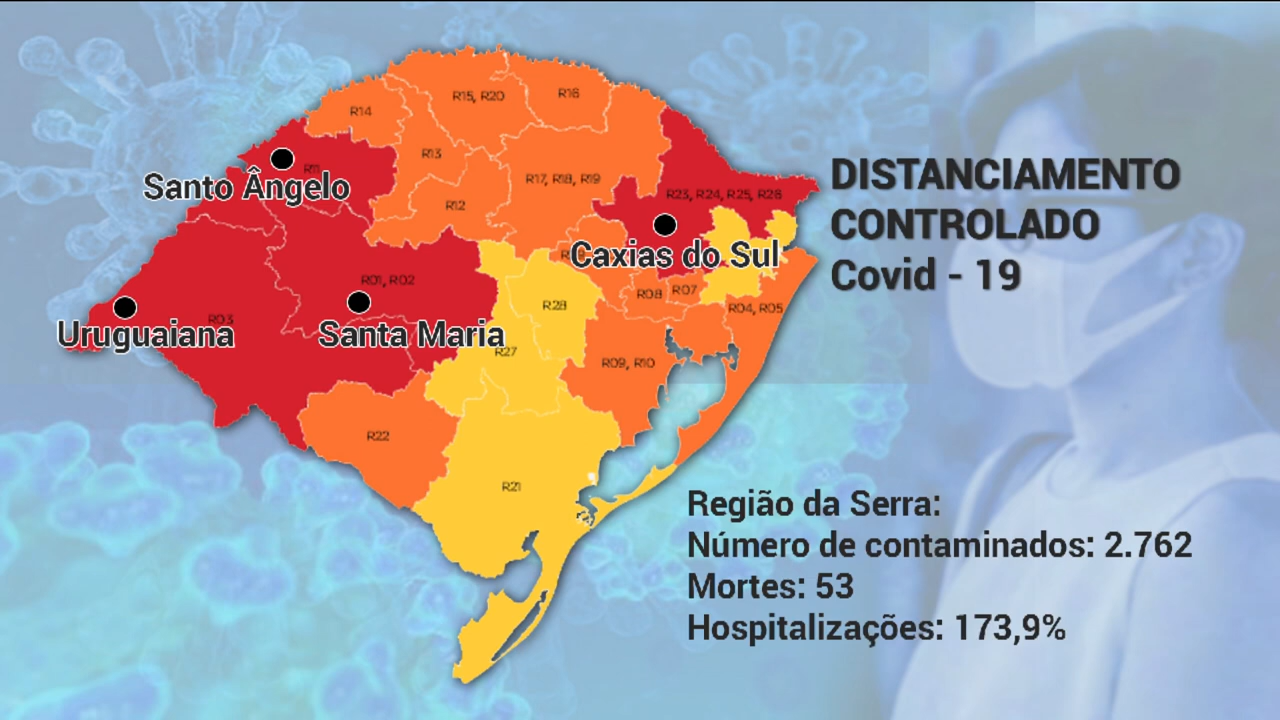 R15, R20
R16
R14
R13
R11
R17, R18, R19
Santo Ângelo
R23, R24, R25, R26
R12
Caxias do Sul
R01, R02
R08
R07
R28
R04, R05
R03
Uruguaiana
Santa Maria
R27
R09, R10
R22
R21
DISTANCIAMENTO
CONTROLADO
Covid - 19
Região da Serra:
Número de contaminados: 2.762
Mortes: 53
Hospitalizações: 173,9%